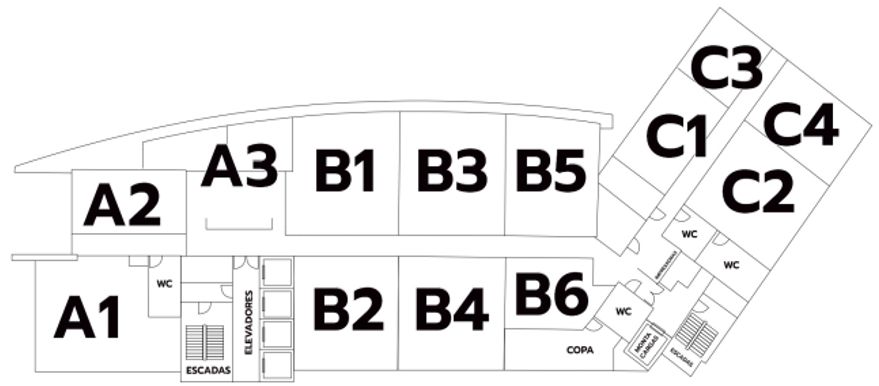 C3
C1
C4
C2
A3
B1
B3
B5
A2
WC
WC
IMPRESSORAS
A1
WC
ELEVADORES
ESCADAS
B2
B4
B6
WC
COPA
MONTA
CARGAS
ESCADAS